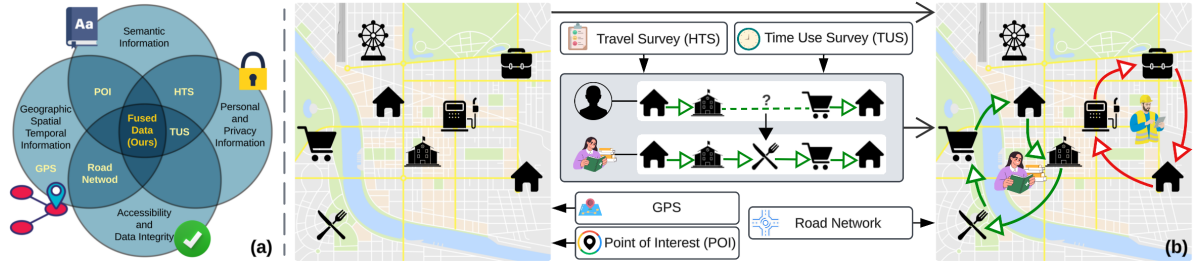 Aa
Semantic
Information
POI
HTS
Geographic
Spatial
Temporal
Information
Fused
Data
(Ours)
TUS
Personal
and
Privacy
Information
GPS
Road
Netwod
Accessibility
and
Data Integrity
(a)
Travel Survey (HTS)
Time Use Survey (TUS)
?
GPS
Point of Interest (POI)
Road Network
(b)